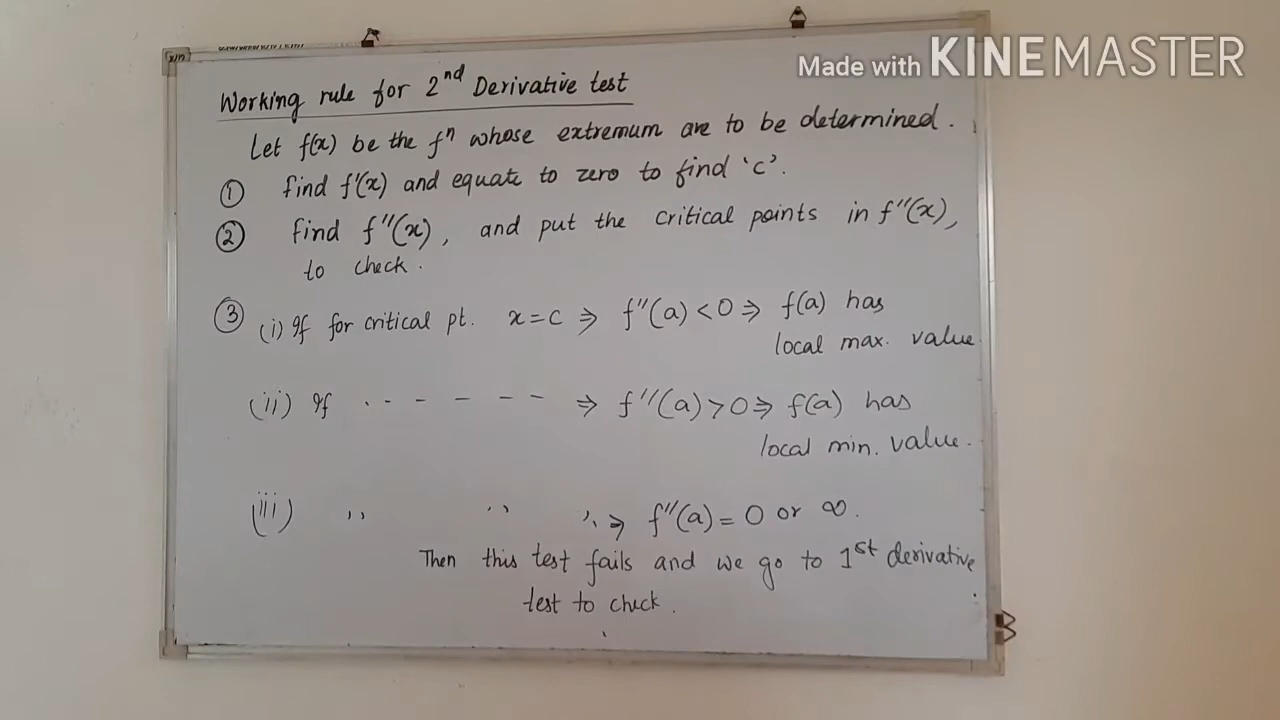 Made with KINEMASTER
Working rule for 2nd Derivative test
Let f(x) be the fⁿ whose extremum are to be determined.
① find f'(x) and equate to zero to find 'c'.
② find f''(x), and put the critical points in f''(x),
to check.
③ (i) If for critical pt. x=c ⇒ f''(a) < 0 ⇒ f(a) has
local max. value
(ii) If - - - - - - ⇒ f''(a) > 0 ⇒ f(a) has
local min. value.
(iii) ,, ,, ,, ⇒ f''(a) = 0 or ∞.
Then this test fails and we go to 1st derivative
test to check.